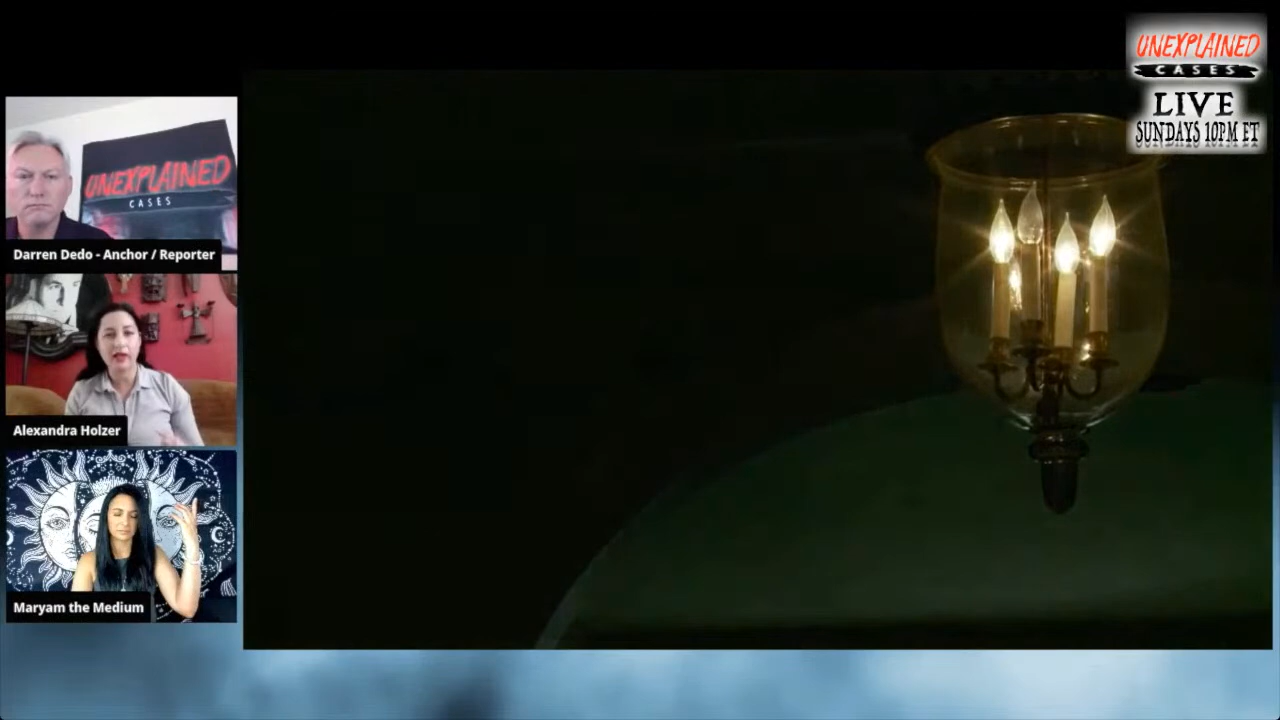 UNEXPLAINED
CASES
LIVE
SUNDAYS 10PM ET
UNEXPLAINED
CASES
Darren Dedo - Anchor / Reporter
Alexandra Holzer
Maryam the Medium